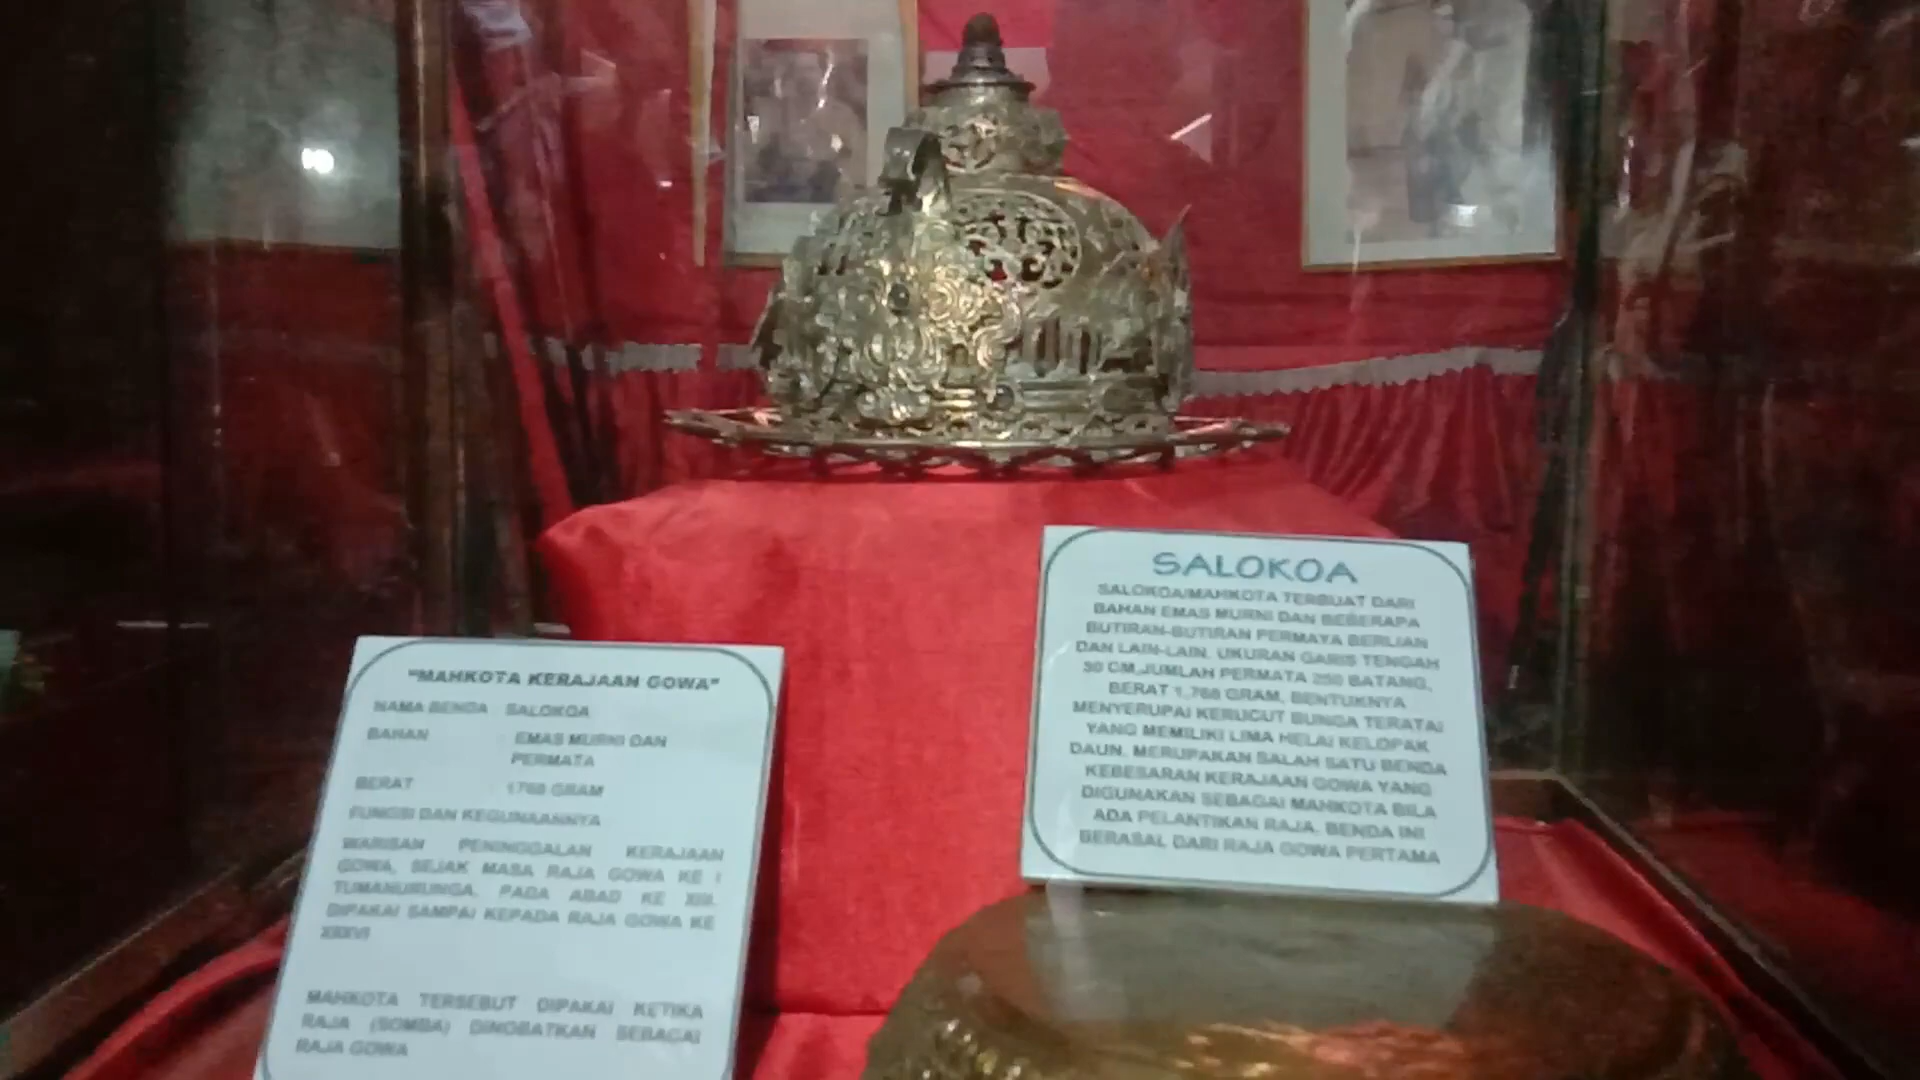 "MAHKOTA KERAJAAN GOWA"
NAMA BENDA : SALOKOA
BAHAN : EMAS MURNI DAN
PERMATA
BERAT : 1768 GRAM
FUNGSI DAN KEGUNAANNYA
WARISAN PENINGGALAN KERAJAAN
GOWA, SEJAK MASA RAJA GOWA KE I
TUMANURUNGA. PADA ABAD KE XIII.
DIPAKAI SAMPAI KEPADA RAJA GOWA KE
XXXVI
MAHKOTA TERSEBUT DIPAKAI KETIKA
RAJA (SOMBA) DINOBATKAN SEBAGAI
RAJA GOWA
SALOKOA
SALOKOA/MAHKOTA TERBUAT DARI
BAHAN EMAS MURNI DAN BEBERAPA
BUTIRAN-BUTIRAN PERMAYA BERLIAN
DAN LAIN-LAIN. UKURAN GARIS TENGAH
30 CM,JUMLAH PERMATA 250 BATANG,
BERAT 1,768 GRAM, BENTUKNYA
MENYERUPAI KERUCUT BUNGA TERATAI
YANG MEMILIKI LIMA HELAI KELOPAK
DAUN. MERUPAKAN SALAH SATU BENDA
KEBESARAN KERAJAAN GOWA YANG
DIGUNAKAN SEBAGAI MAHKOTA BILA
ADA PELANTIKAN RAJA. BENDA INI
BERASAL DARI RAJA GOWA PERTAMA